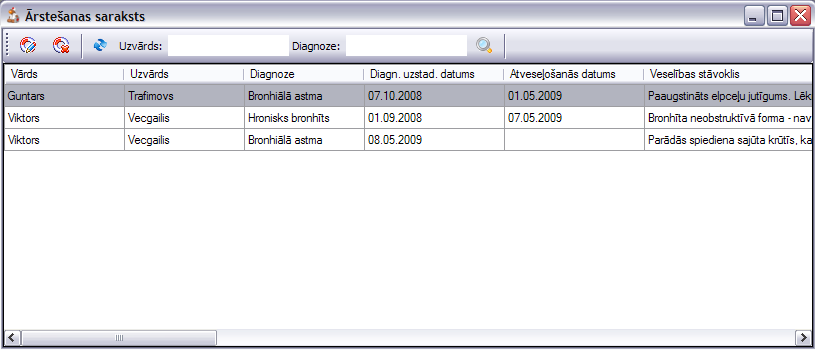 Ārstešanas saraksts
Uzvārds: Diagnoze:
Vārds Uzvārds Diagnoze Diagn. uzstad. datums Atveseļošanās datums Veselības stāvoklis
Guntars Trafimovs Bronhiālā astma 07.10.2008 01.05.2009 Paaugstināts elpceļu jutīgums. Lēk
Viktors Vecgailis Hronisks bronhīts 01.09.2008 07.05.2009 Bronhīta neobstruktīvā forma - nav
Viktors Vecgailis Bronhiālā astma 08.05.2009 Parādās spiediena sajūta krūtīs, ka